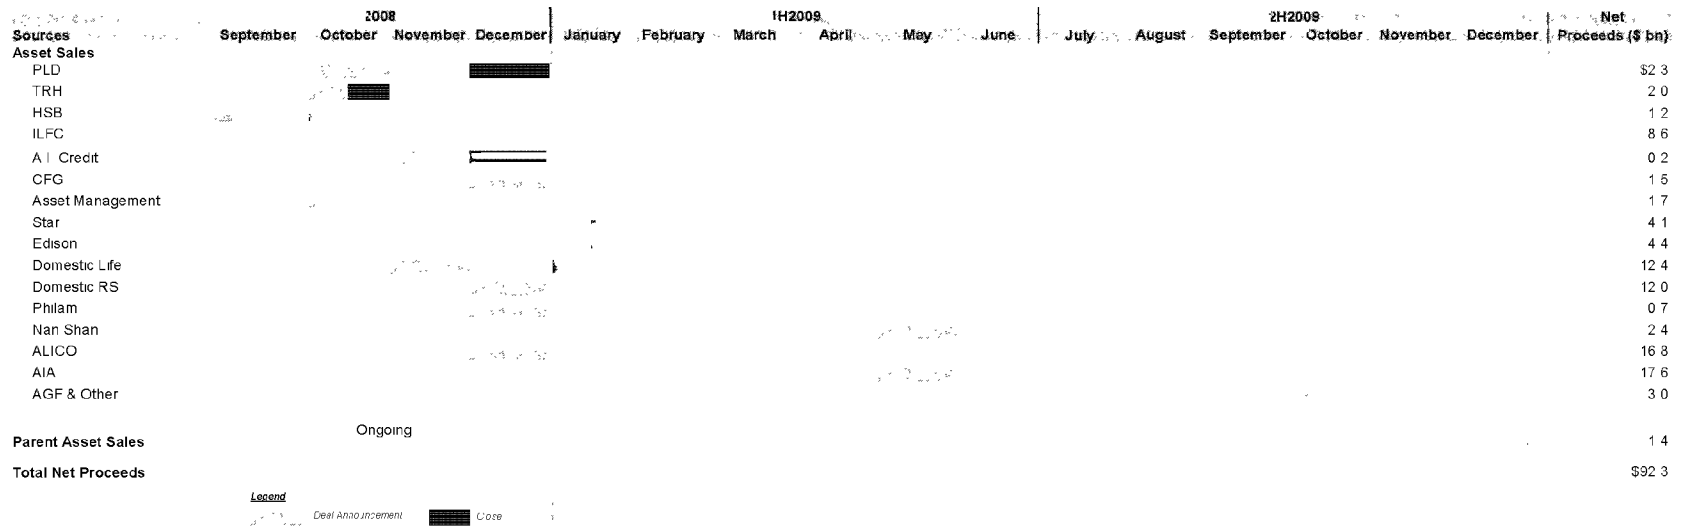 2008 1H2009 2H2009 Net
Sources September October November December January February March April May June July August September October November December Proceeds ($ bn)
Asset Sales
PLD $2 3
TRH 2 0
HSB 1 2
ILFC 8 6
A I Credit 0 2
CFG 1 5
Asset Management 1 7
Star 4 1
Edison 4 4
Domestic Life 12 4
Domestic RS 12 0
Philam 0 7
Nan Shan 2 4
ALICO 16 8
AIA 17 6
AGF & Other 3 0
Ongoing
Parent Asset Sales 1 4
Total Net Proceeds $92 3
Legend
Deal Announcement Close